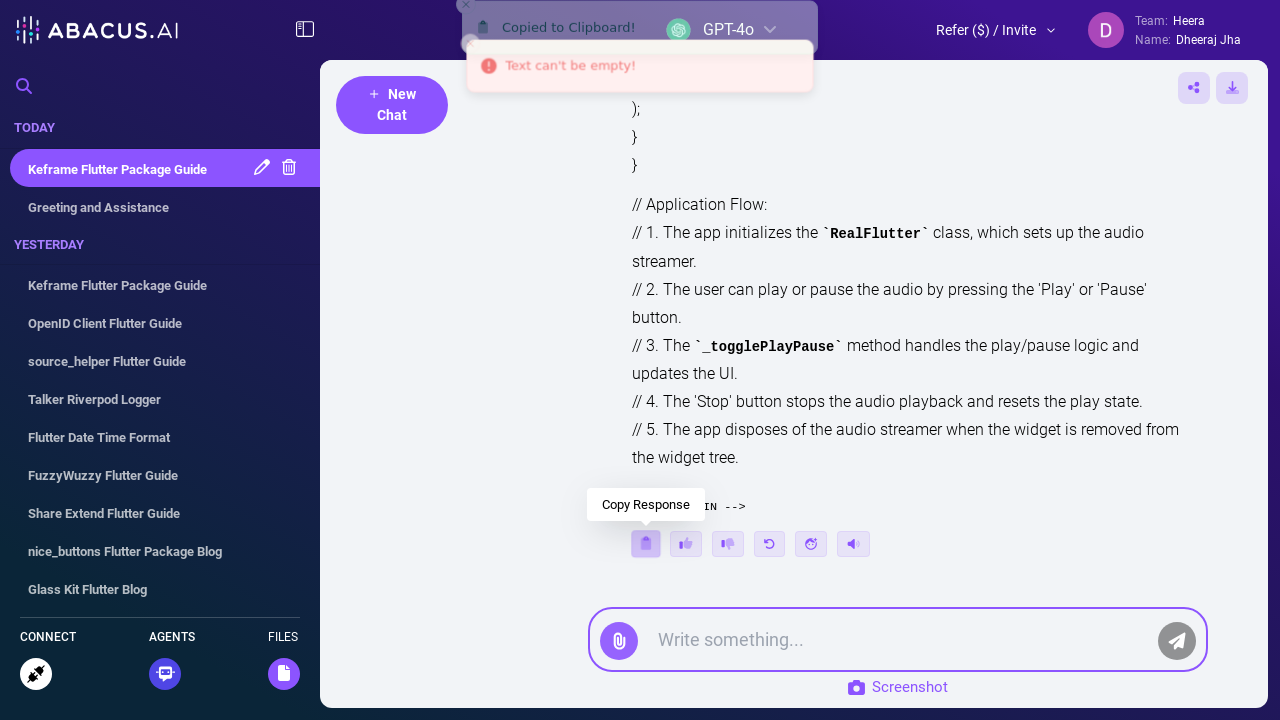 ABACUS.AI
Copied to Clipboard!
GPT-4o
Refer ($) / Invite
D
Team: Heera
Name: Dheeraj Jha
Text can't be empty!
+ New
Chat
TODAY
Keframe Flutter Package Guide
Greeting and Assistance
YESTERDAY
Keframe Flutter Package Guide
OpenID Client Flutter Guide
source_helper Flutter Guide
Talker Riverpod Logger
Flutter Date Time Format
FuzzyWuzzy Flutter Guide
Share Extend Flutter Guide
nice_buttons Flutter Package Blog
Glass Kit Flutter Blog
CONNECT
AGENTS
FILES
);
}
}
// Application Flow:
// 1. The app initializes the `RealFlutter` class, which sets up the audio
streamer.
// 2. The user can play or pause the audio by pressing the 'Play' or 'Pause'
button.
// 3. The `_togglePlayPause` method handles the play/pause logic and
updates the UI.
// 4. The 'Stop' button stops the audio playback and resets the play state.
// 5. The app disposes of the audio streamer when the widget is removed from
the widget tree.
IN -->
Copy Response
Write something...
Screenshot